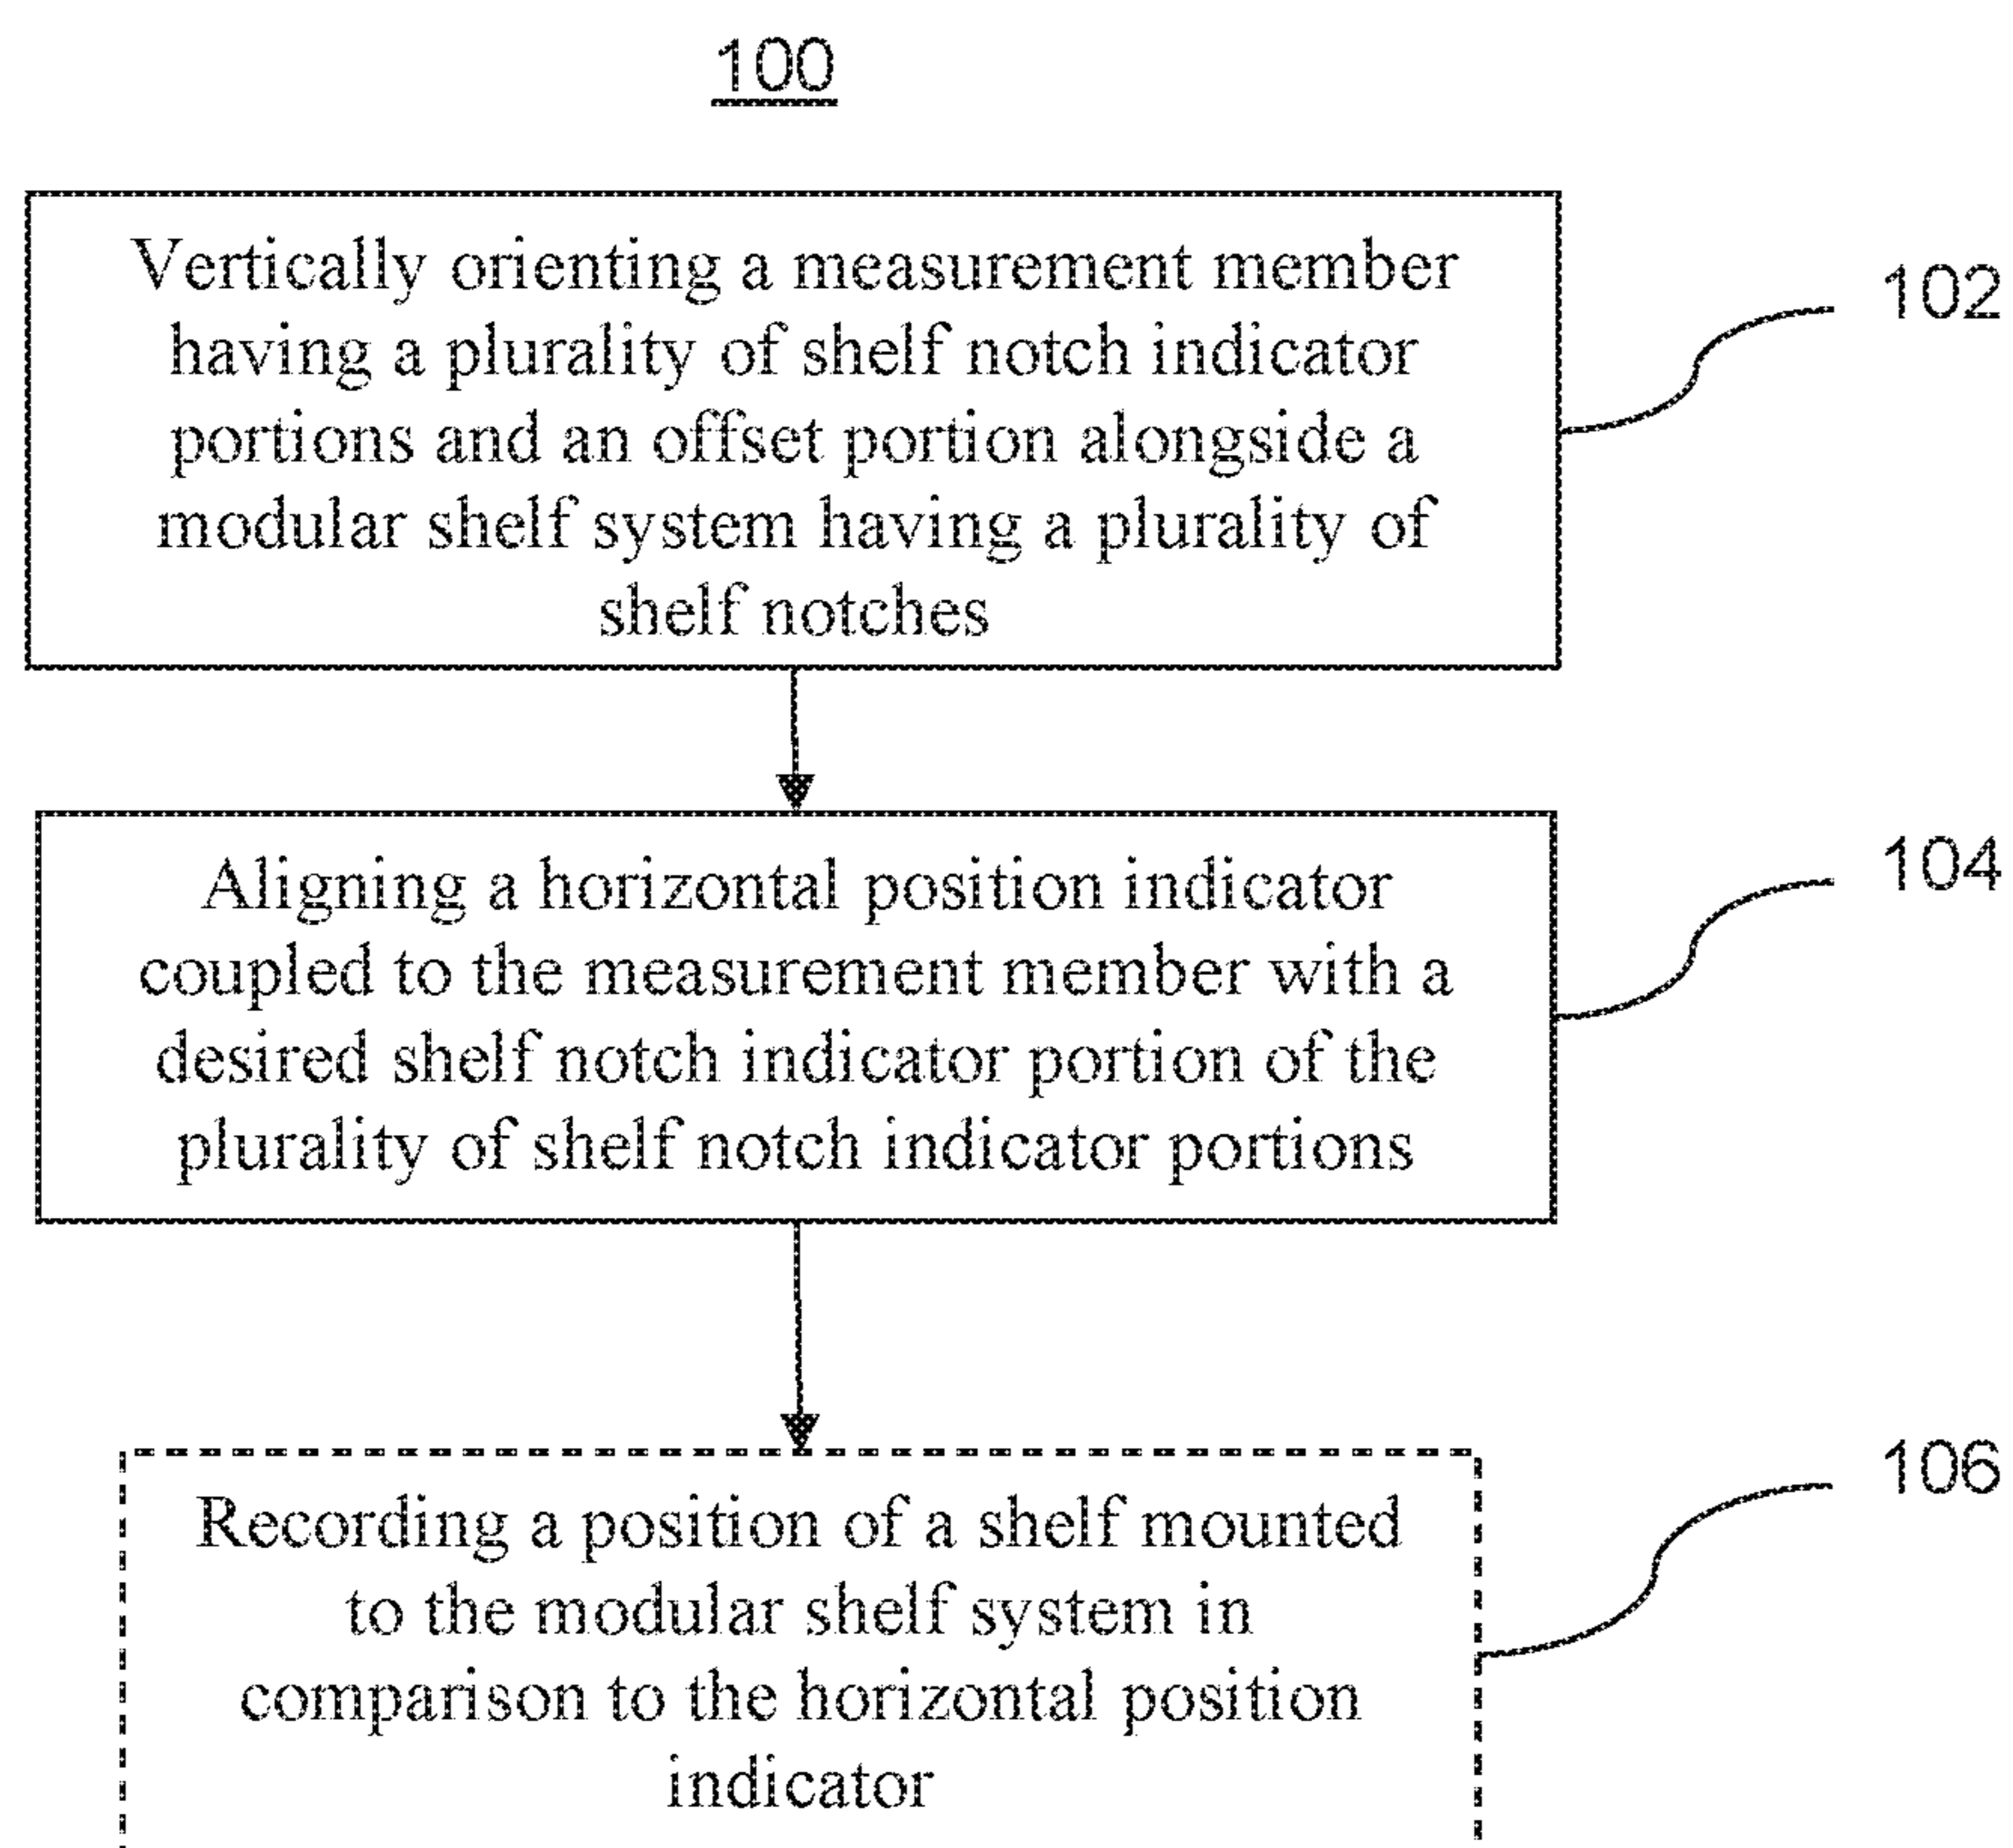 100
Vertically orienting a measurement member
having a plurality of shelf notch indicator
portions and an offset portion alongside a
modular shelf system having a plurality of
shelf notches
102
Aligning a horizontal position indicator
coupled to the measurement member with a
desired shelf notch indicator portion of the
plurality of shelf notch indicator portions
104
Recording a position of a shelf mounted
to the modular shelf system in
comparison to the horizontal position
indicator
106